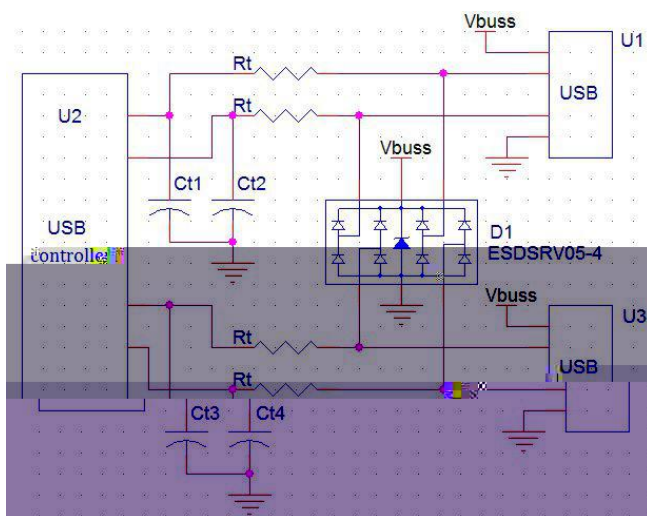 Vbuss
U1
Rt
U2
Rt
USB
Vbuss
Ct1
Ct2
D1
USB
ESDSRV05-4
controller
Vbuss
U3
Rt
USB
Rt
Ct3
Ct4